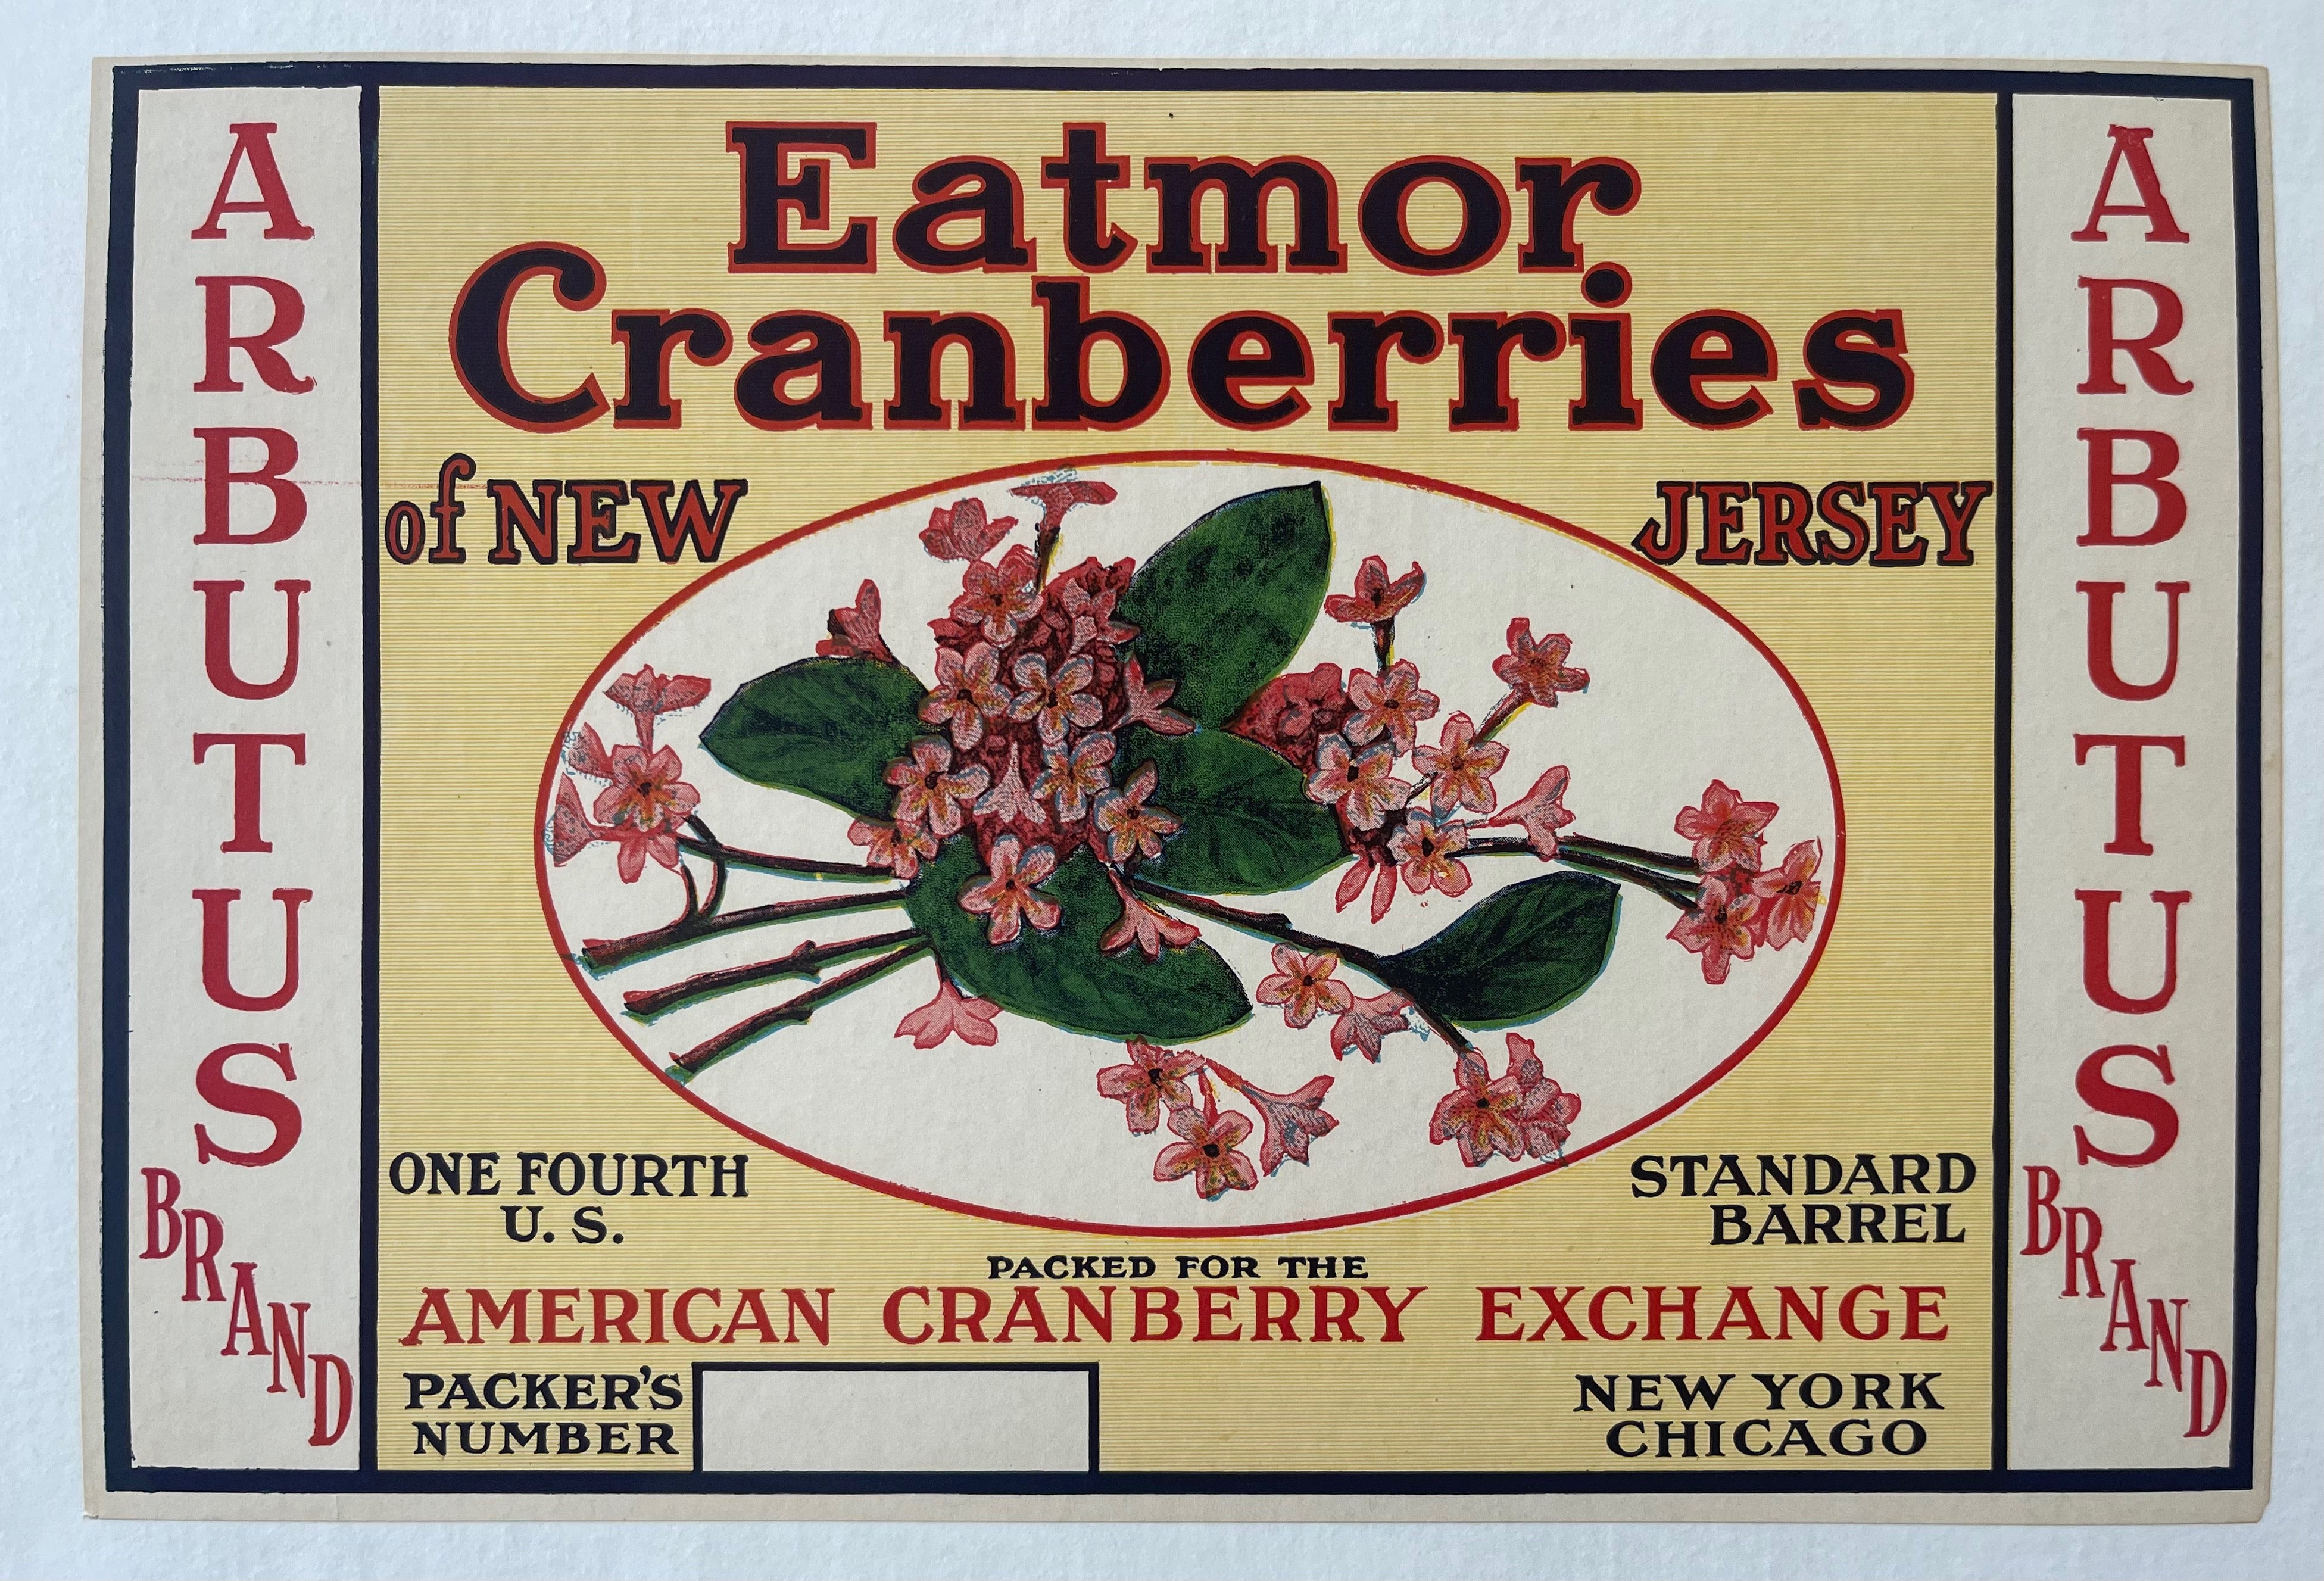 ARBUTUS
BRAND
Eatmor
Cranberries
of NEW JERSEY
ONE FOURTH
U. S.
STANDARD
BARREL
PACKED FOR THE
AMERICAN CRANBERRY EXCHANGE
PACKER'S
NUMBER
NEW YORK
CHICAGO
ARBUTUS
BRAND